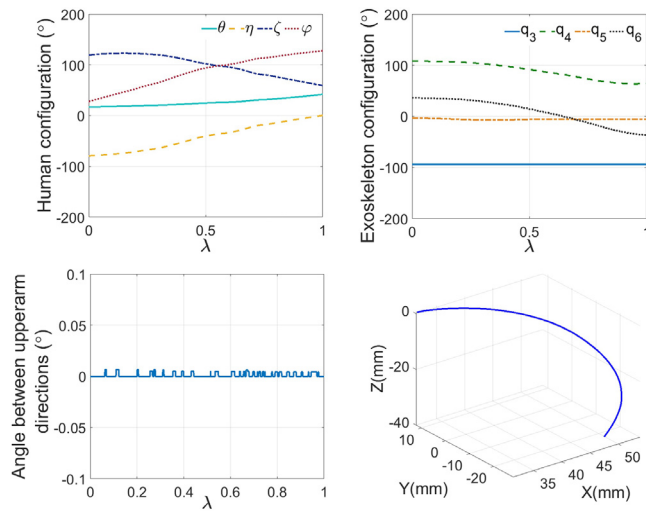 θ η ζ φ
Human configuration (°)
200
100
0
-100
-200
0 0.5 1
λ
q3 q4 q5 q6
Exoskeleton configuration (°)
200
100
0
-100
-200
0 0.5 1
λ
Angle between upperarm
directions (°)
0.1
0.05
0
-0.05
-0.1
0 0.2 0.4 0.6 0.8 1
λ
Z(mm)
0
-20
-40
10 0 -10 -20
Y(mm)
35 40 45 50
X(mm)